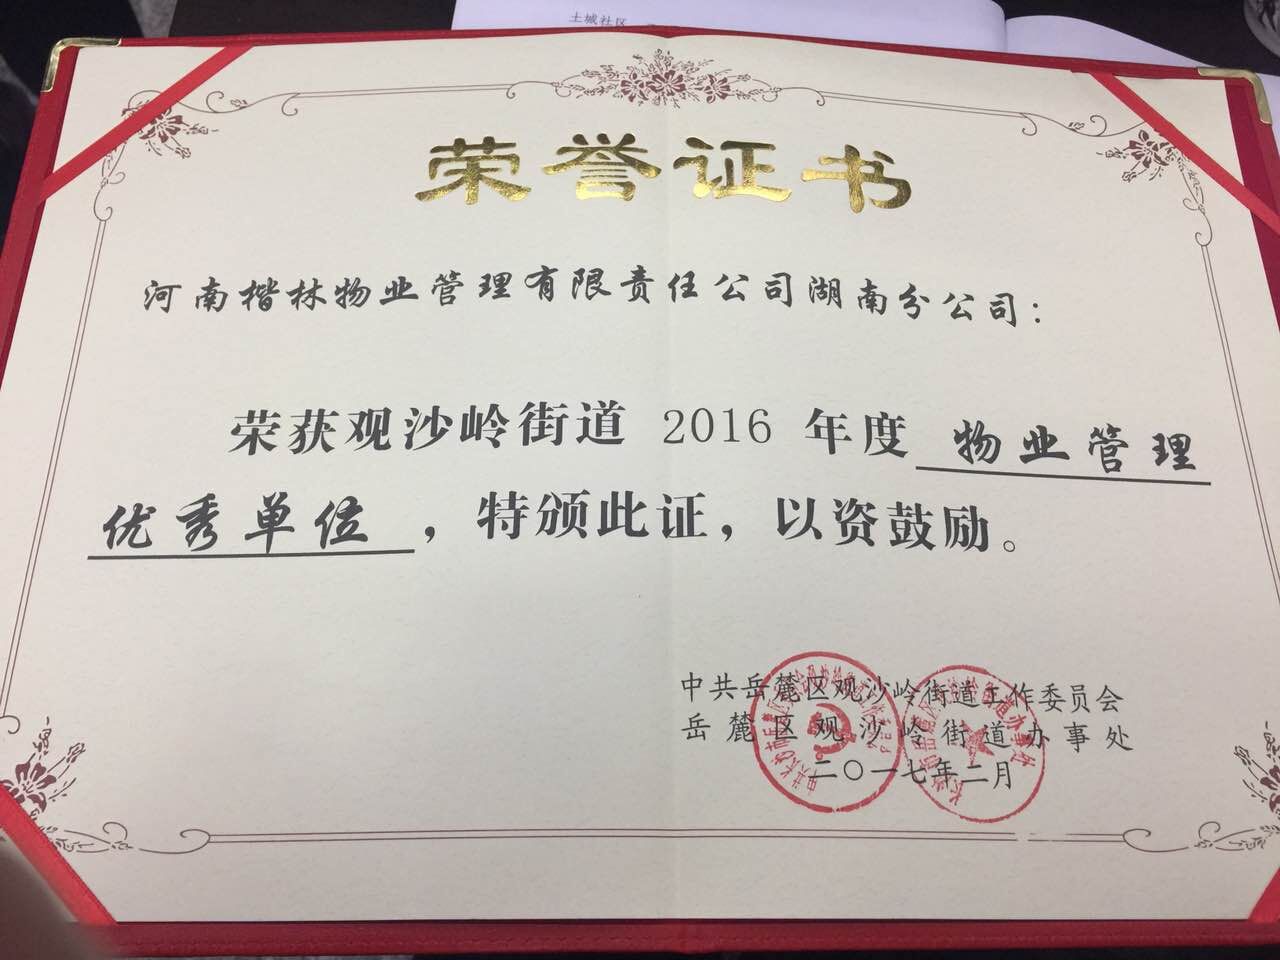 土城社区
荣誉证书
河南楷林物业管理有限责任公司湖南分公司：
荣获观沙岭街道 2016 年度 物业管理
优秀单位，特颁此证，以资鼓励。
中共岳麓区观沙岭街道工作委员会
岳麓区观沙岭街道办事处
二〇一七年二月